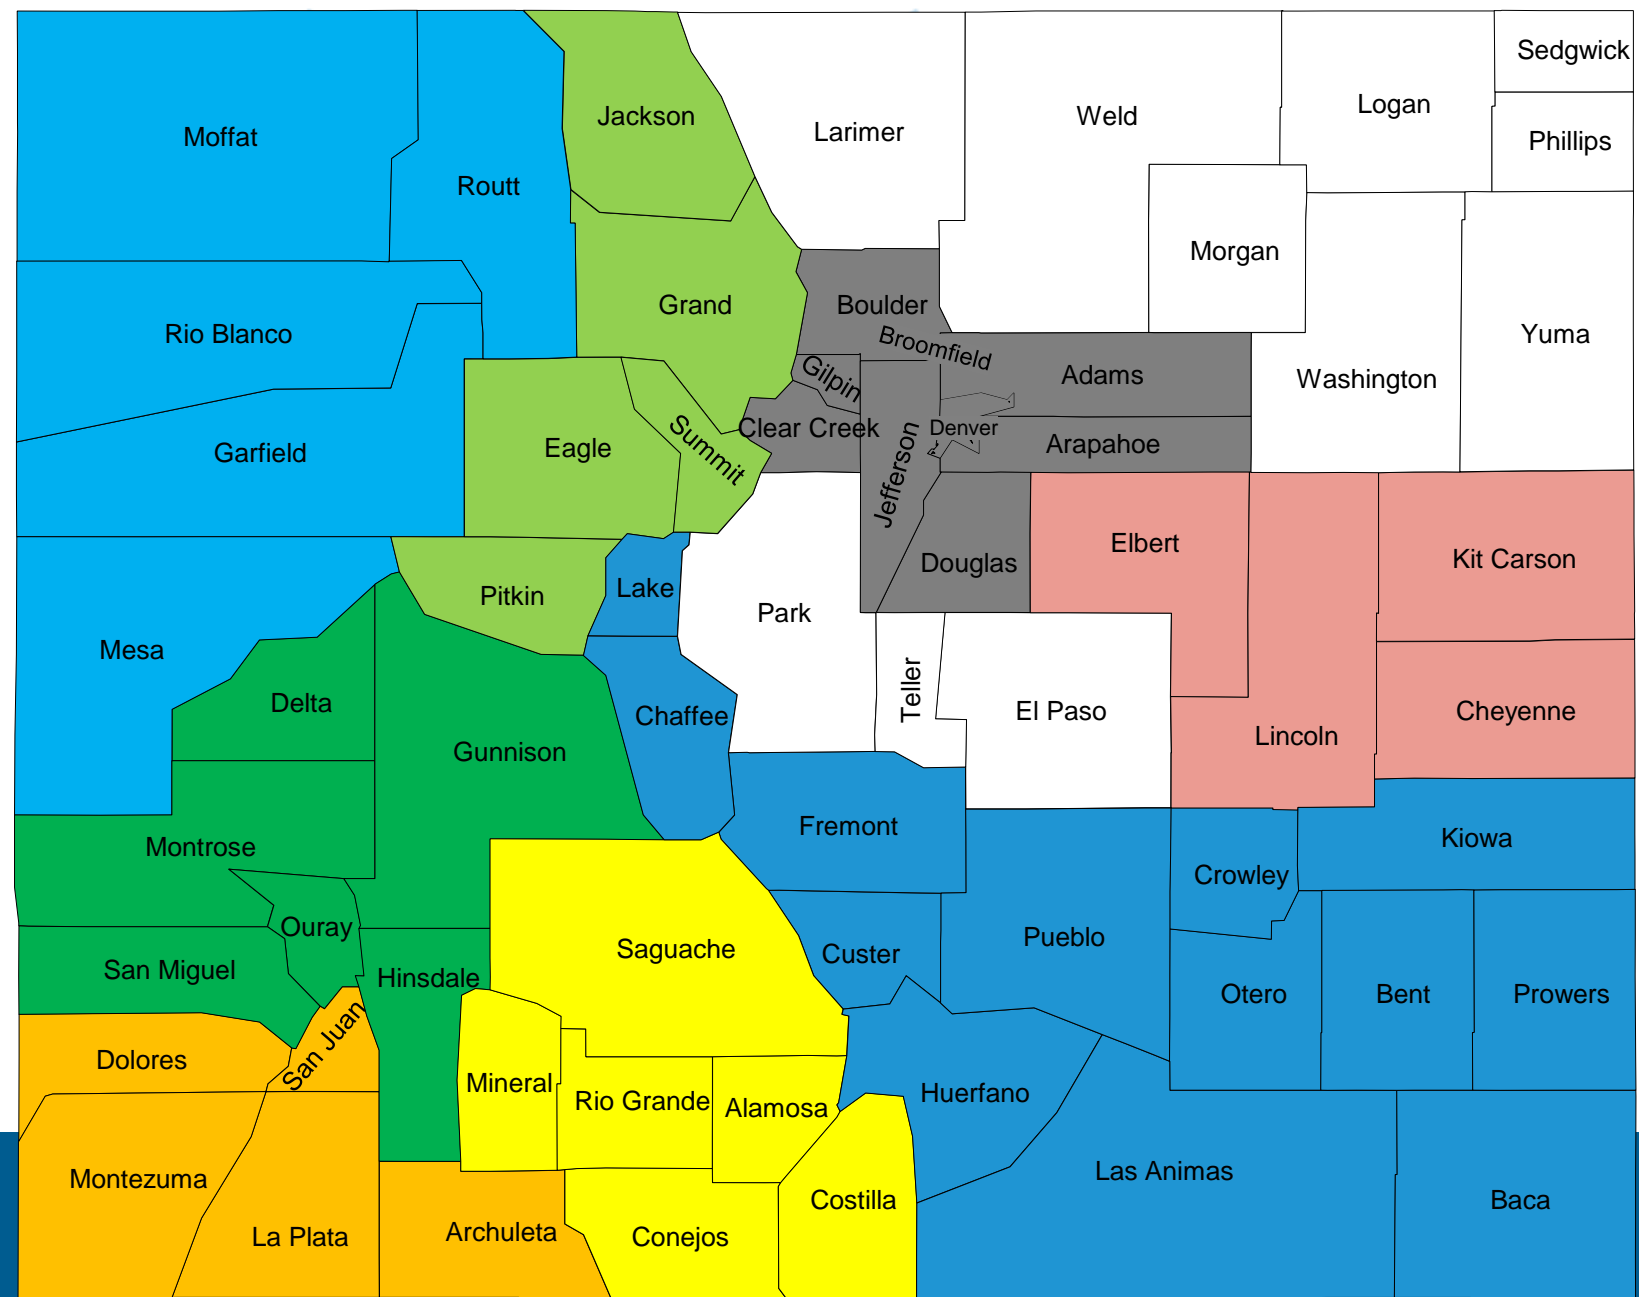 Sedgwick
Logan
Weld
Jackson
Larimer
Moffat
Phillips
Routt
Morgan
Grand
Boulder
Rio Blanco
Yuma
Broomfield
Adams
Gilpin
Washington
Clear Creek
Denver
Arapahoe
Eagle
Summit
Garfield
Jefferson
Elbert
Kit Carson
Douglas
Lake
Pitkin
Park
Mesa
Teller
Delta
El Paso
Cheyenne
Chaffee
Lincoln
Gunnison
Fremont
Kiowa
Montrose
Crowley
Ouray
Pueblo
Saguache
Custer
San Miguel
Hinsdale
Otero
Bent
Prowers
San Juan
Dolores
Mineral
Huerfano
Rio Grande
Alamosa
Las Animas
Montezuma
Costilla
Baca
Archuleta
La Plata
Conejos